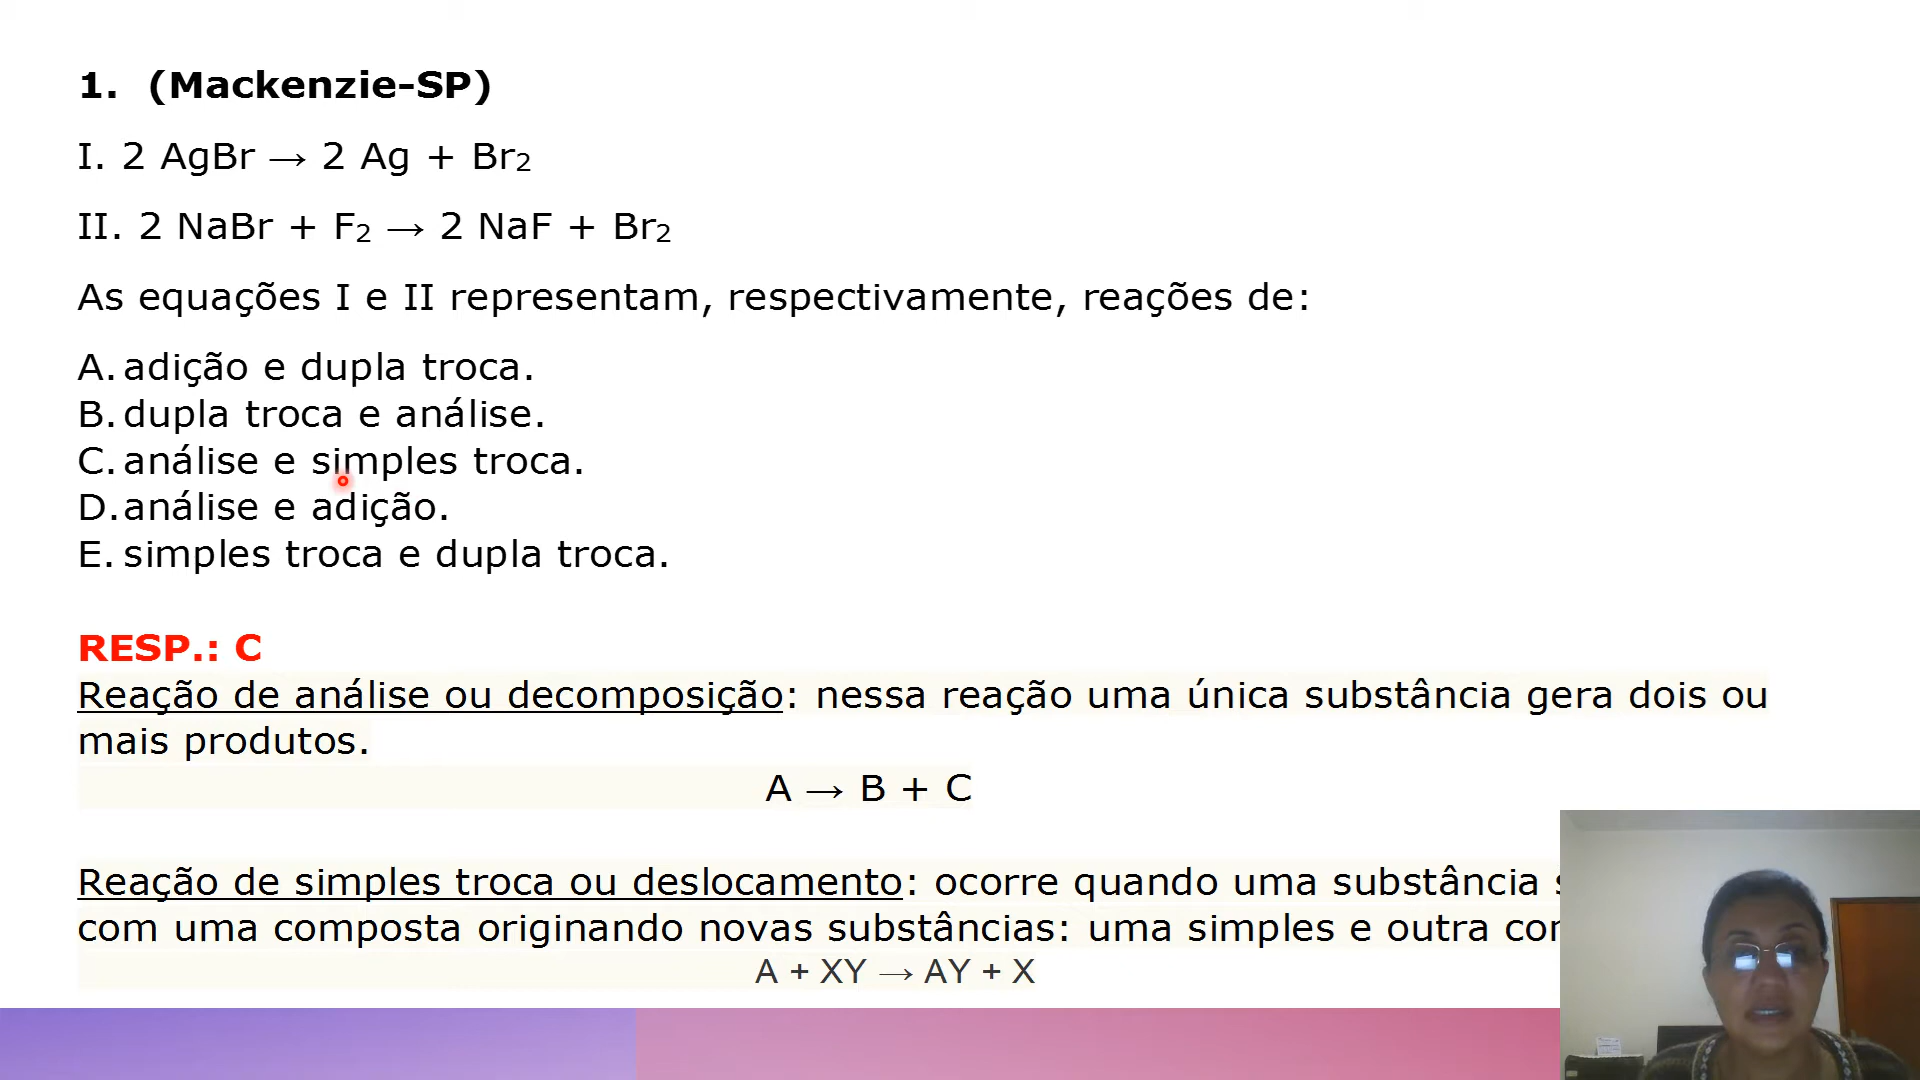 1. (Mackenzie-SP)
I. 2 AgBr → 2 Ag + Br₂
II. 2 NaBr + F₂ → 2 NaF + Br₂
As equações I e II representam, respectivamente, reações de:
A. adição e dupla troca.
B. dupla troca e análise.
C. análise e simples troca.
D. análise e adição.
E. simples troca e dupla troca.
RESP.: C
Reação de análise ou decomposição: nessa reação uma única substância gera dois ou
mais produtos.
A → B + C
Reação de simples troca ou deslocamento: ocorre quando uma substância
com uma composta originando novas substâncias: uma simples e outra
A + XY → AY + X